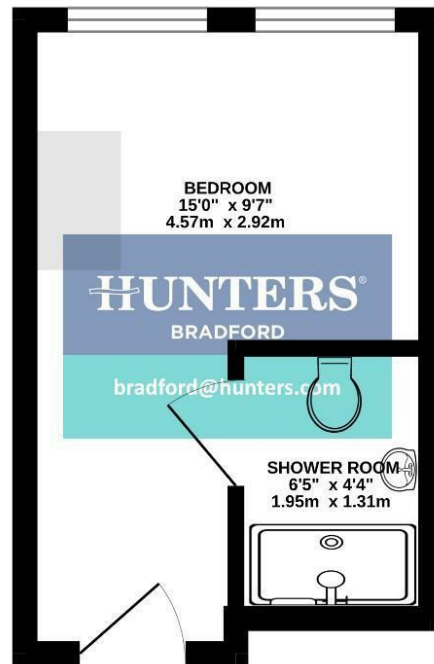 BEDROOM
15'0" x 9'7"
4.57m x 2.92m
HUNTERS®
BRADFORD
bradford@hunters.com
SHOWER ROOM
6'5" x 4'4"
1.95m x 1.31m